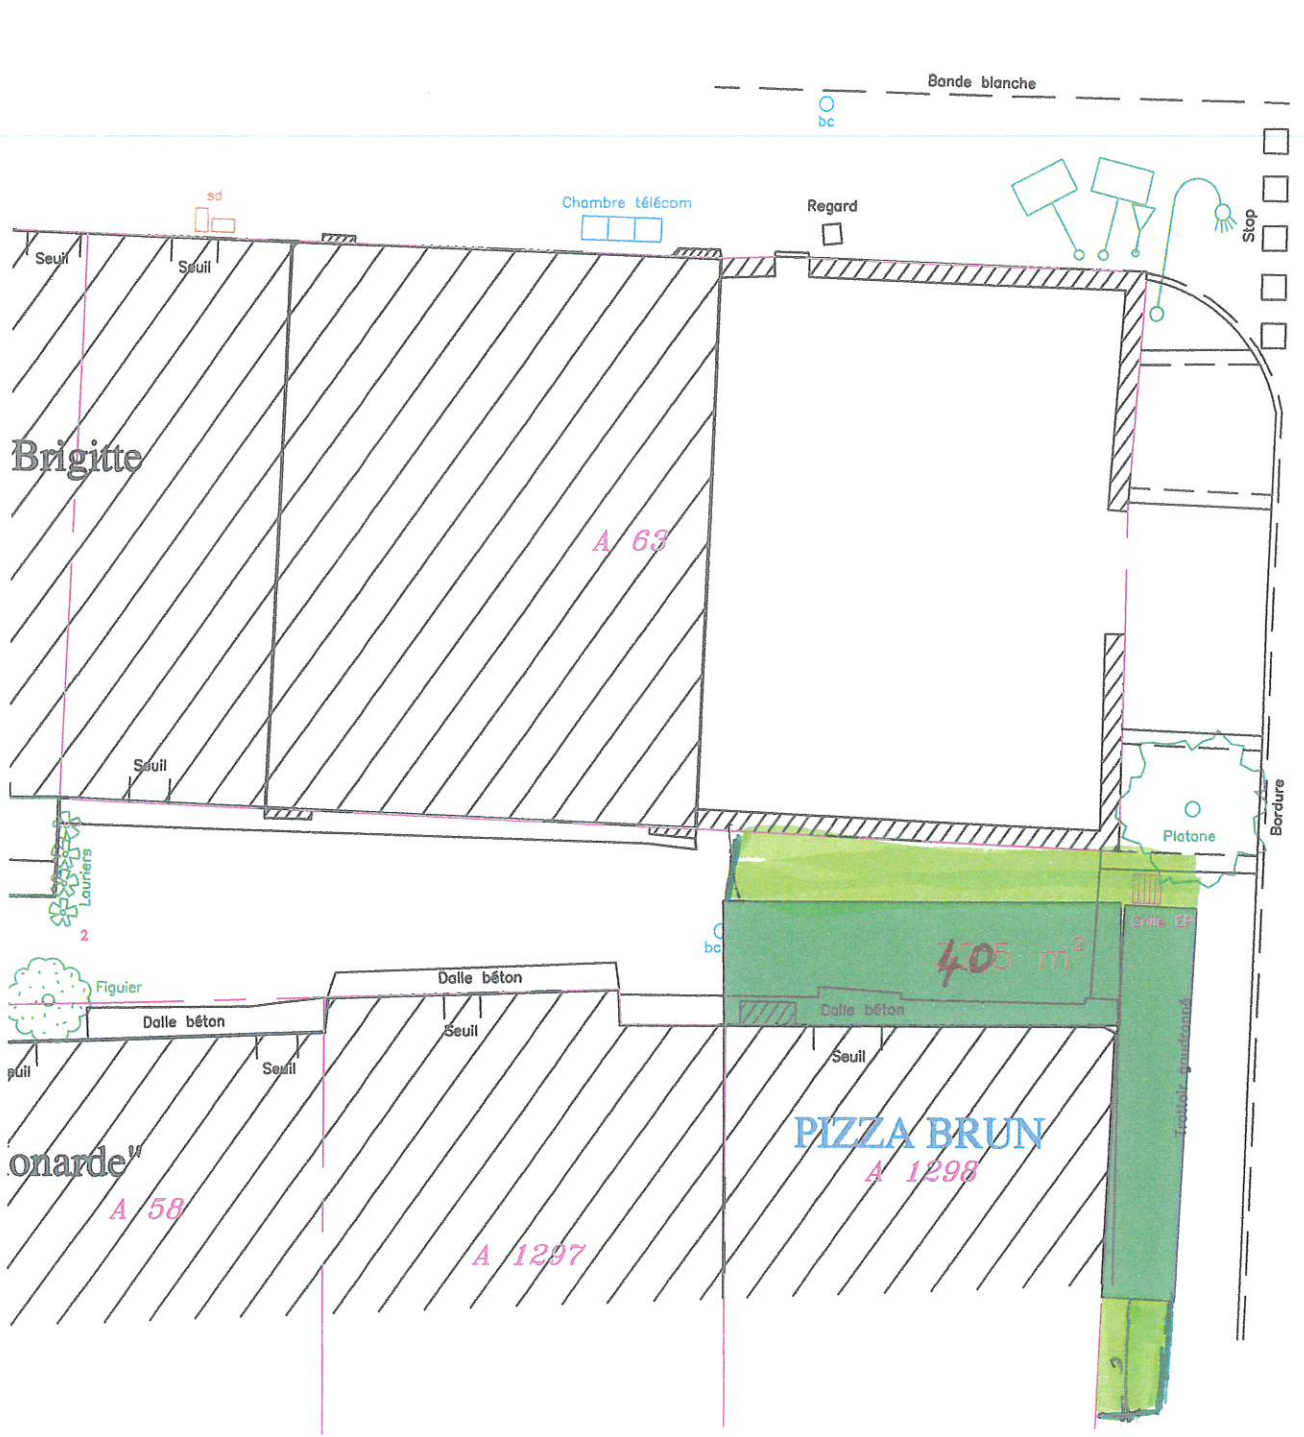 Bande blanche
bc
sd
Chambre télécom
Regard
Stop
Seuil
Seuil
Brigitte
A 63
Seuil
Bordure
Platane
Lauriers
2
Grille EP
bc
40 m²
Figuier
Dalle béton
Dalle béton
Dalle béton
Seuil
Seuil
Seuil
Trottoir goudronné
PIZZA BRUN
onarde"
A 1298
A 58
A 1297